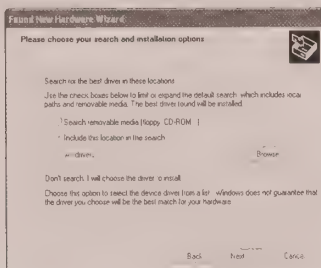 Found New Hardware Wizard
Please choose your search and installation options
Search for the best driver in these locations
Use the check boxes below to limit or expand the default search which includes local
paths and removable media. The best driver found will be installed
Search removable media (floppy CD-ROM )
Include this location in the search
Browse
Don't search. I will choose the driver to install
Choose this option to select the device driver from a list Windows does not guarantee that
the driver you choose will be the best match for your hardware
Back Next Cancel